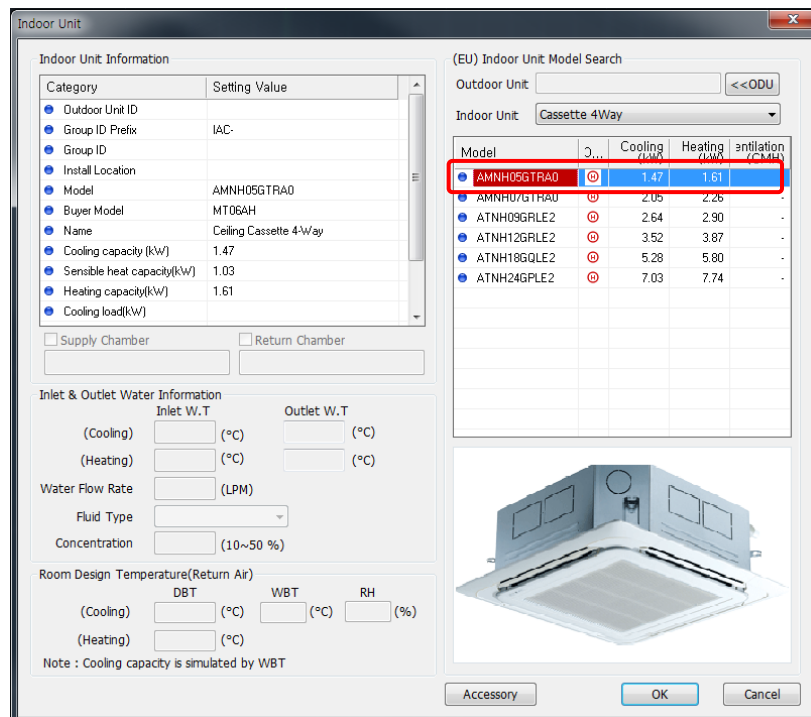 Indoor Unit
Indoor Unit Information
Category Setting Value
Outdoor Unit ID
Group ID Prefix IAC-
Group ID
Install Location
Model AMNH05GTRA0
Buyer Model MT06AH
Name Ceiling Cassette 4-Way
Cooling capacity (kW) 1.47
Sensible heat capacity(kW) 1.03
Heating capacity(kW) 1.61
Cooling load(kW)
Supply Chamber Return Chamber
Inlet & Outlet Water Information
Inlet W.T Outlet W.T
(Cooling) (°C) (°C)
(Heating) (°C) (°C)
Water Flow Rate (LPM)
Fluid Type
Concentration (10~50 %)
Room Design Temperature(Return Air)
DBT WBT RH
(Cooling) (°C) (°C) (%)
(Heating) (°C)
Note : Cooling capacity is simulated by WBT
(EU) Indoor Unit Model Search
Outdoor Unit <<ODU
Indoor Unit Cassette 4Way
Model Cooling (kW) Heating (kW) entilation (CMH)
AMNH05GTRA0 H 1.47 1.61 -
AMNH07GTRA0 H 2.05 2.26 -
ATNH09GRLE2 H 2.64 2.90 -
ATNH12GRLE2 H 3.52 3.87 -
ATNH18GQLE2 H 5.28 5.80 -
ATNH24GPLE2 H 7.03 7.74 -
Accessory OK Cancel